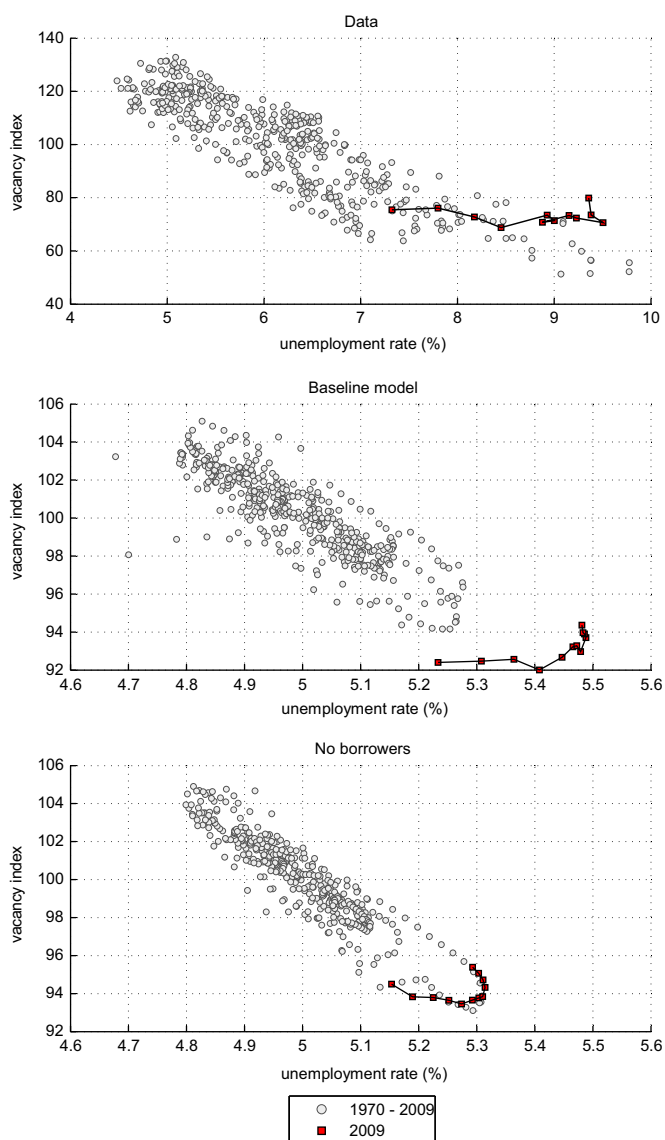 Data
140
120
100
80
60
40
vacancy index
4 5 6 7 8 9 10
unemployment rate (%)
Baseline model
106
104
102
100
98
96
94
92
vacancy index
4.6 4.7 4.8 4.9 5 5.1 5.2 5.3 5.4 5.5 5.6
unemployment rate (%)
No borrowers
106
104
102
100
98
96
94
92
vacancy index
4.6 4.7 4.8 4.9 5 5.1 5.2 5.3 5.4 5.5 5.6
unemployment rate (%)
1970 - 2009
2009